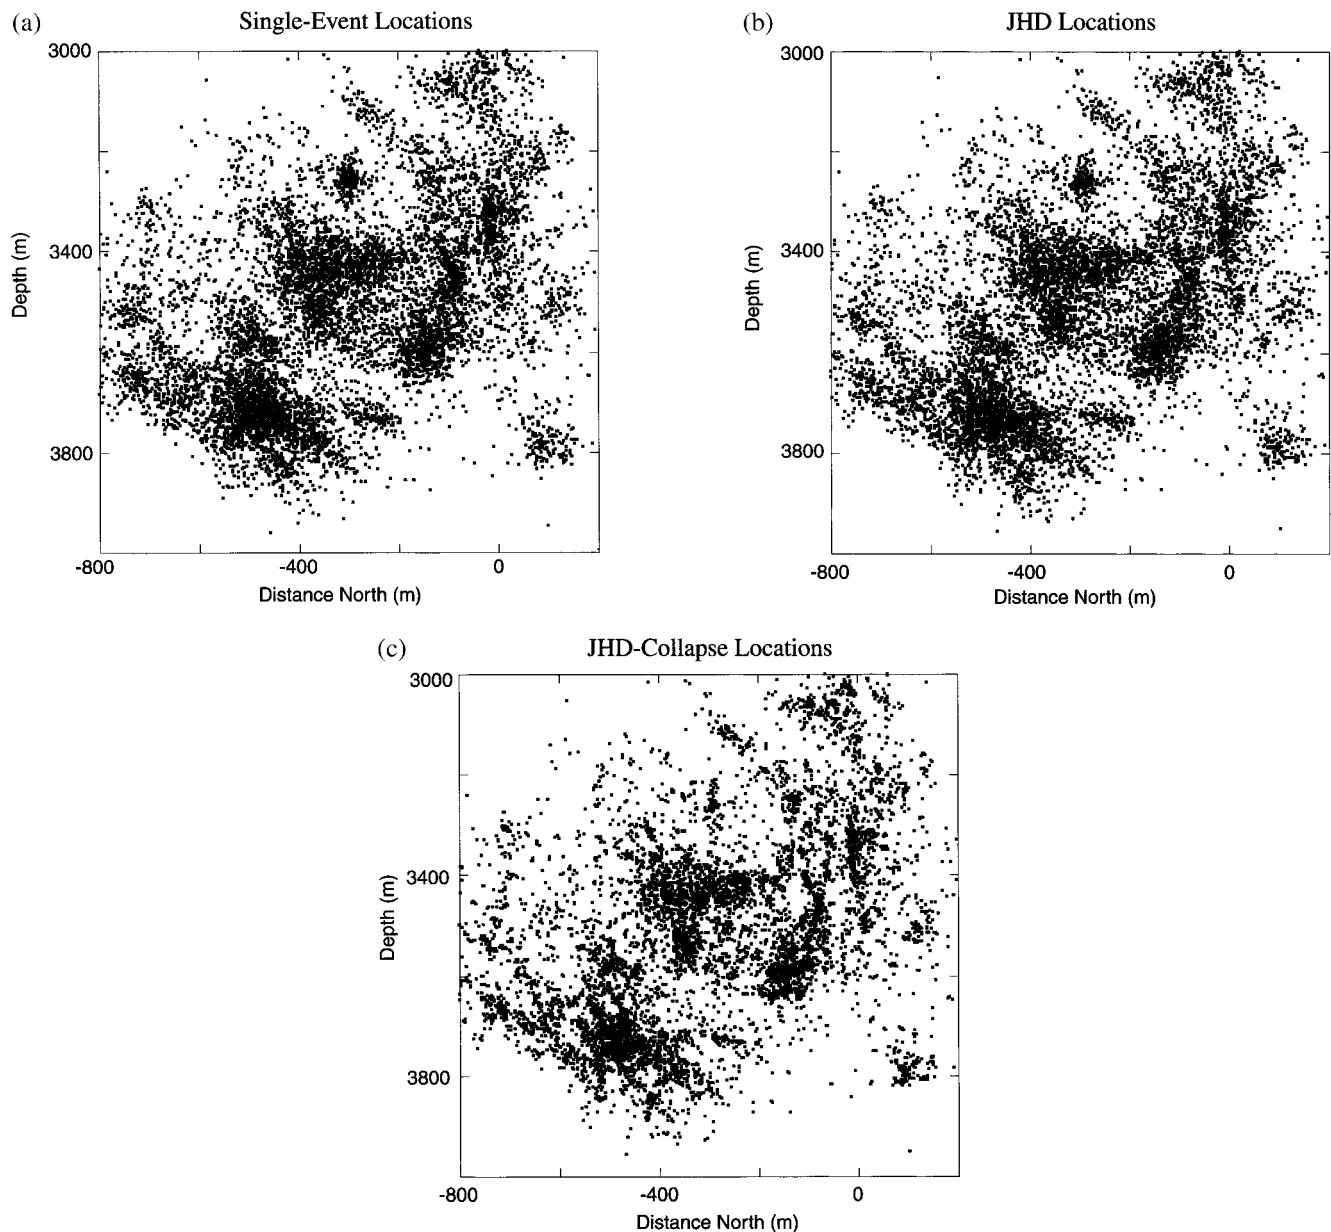 (a) Single-Event Locations
3000
3400
3800
Depth (m)
-800 -400 0
Distance North (m)
(b) JHD Locations
3000
3400
3800
Depth (m)
-800 -400 0
Distance North (m)
(c) JHD-Collapse Locations
3000
3400
3800
Depth (m)
-800 -400 0
Distance North (m)